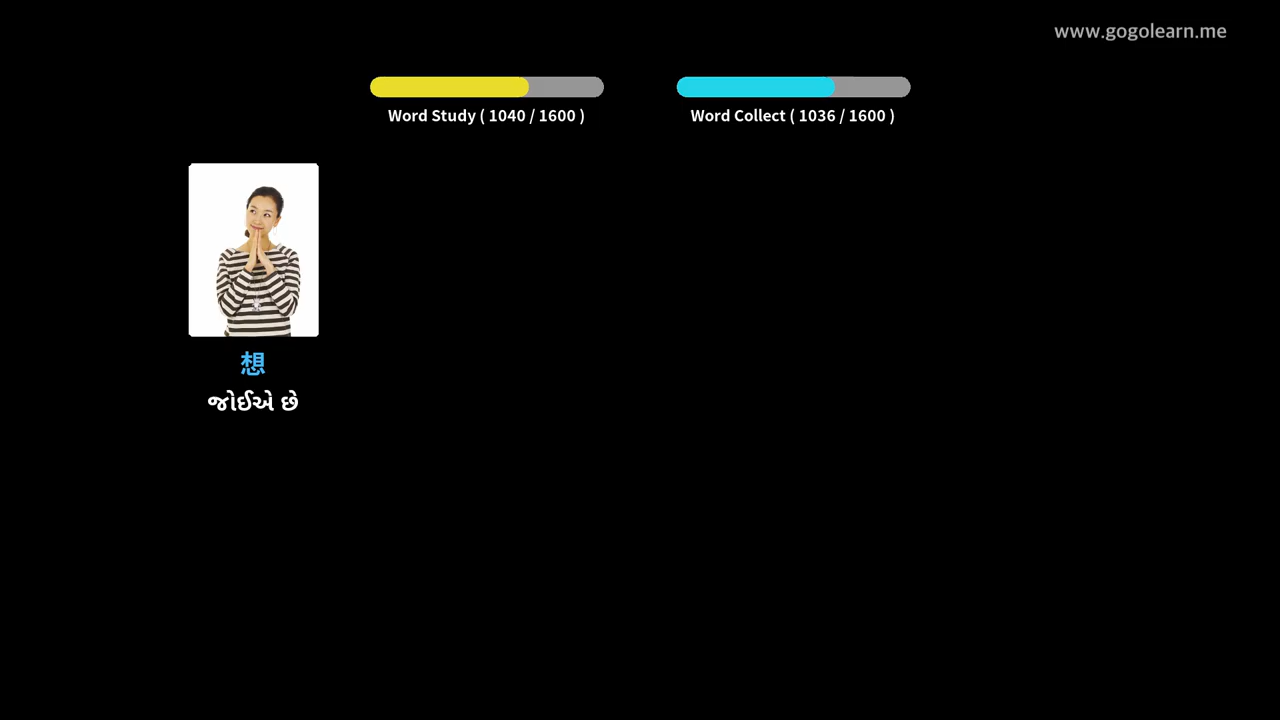 www.gogolearn.me
Word Study ( 1040 / 1600 )
Word Collect ( 1036 / 1600 )
想
જોઈએ છે